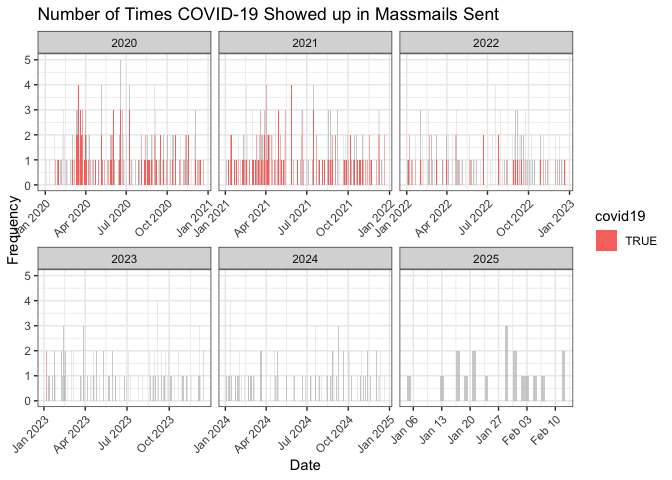 Number of Times COVID-19 Showed up in Massmails Sent
2020
2021
2022
5
4
3
2
1
0
Jan 2020
Apr 2020
Jul 2020
Oct 2020
Jan 2021
Jan 2021
Apr 2021
Jul 2021
Oct 2021
Jan 2022
Jan 2022
Apr 2022
Jul 2022
Oct 2022
Jan 2023
Frequency
covid19
TRUE
2023
2024
2025
5
4
3
2
1
0
Jan 2023
Apr 2023
Jul 2023
Oct 2023
Jan 2024
Apr 2024
Jul 2024
Oct 2024
Jan 2025
Jan 06
Jan 13
Jan 20
Jan 27
Feb 03
Feb 10
Date